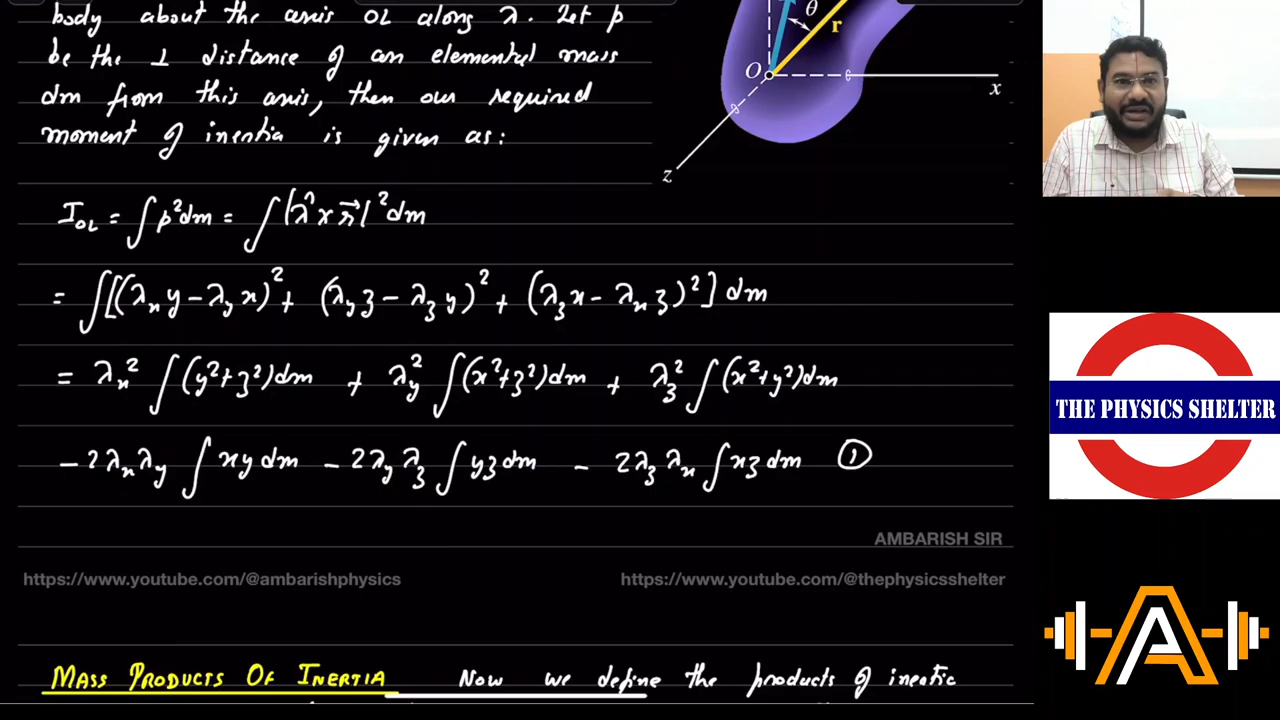 body about the axis OL along λ. Let p
be the ⊥ distance of an elemental mass
dm from this axis, then our required
moment of inertia is given as:
θ
r
O
x
z
I_OL = ∫p²dm = ∫|λ̂ x r⃗|² dm
= ∫[(λ_x y − λ_y x)² + (λ_y z − λ_z y)² + (λ_z x − λ_x z)²] dm
= λ_x² ∫(y²+z²)dm + λ_y² ∫(x²+z²)dm + λ_z² ∫(x²+y²)dm
− 2λ_xλ_y ∫xy dm − 2λ_yλ_z ∫yz dm − 2λ_zλ_x ∫xz dm ①
AMBARISH SIR
https://www.youtube.com/@ambarishphysics
https://www.youtube.com/@thephysicsshelter
MASS PRODUCTS OF INERTIA Now we define the products of inertia
THE PHYSICS SHELTER